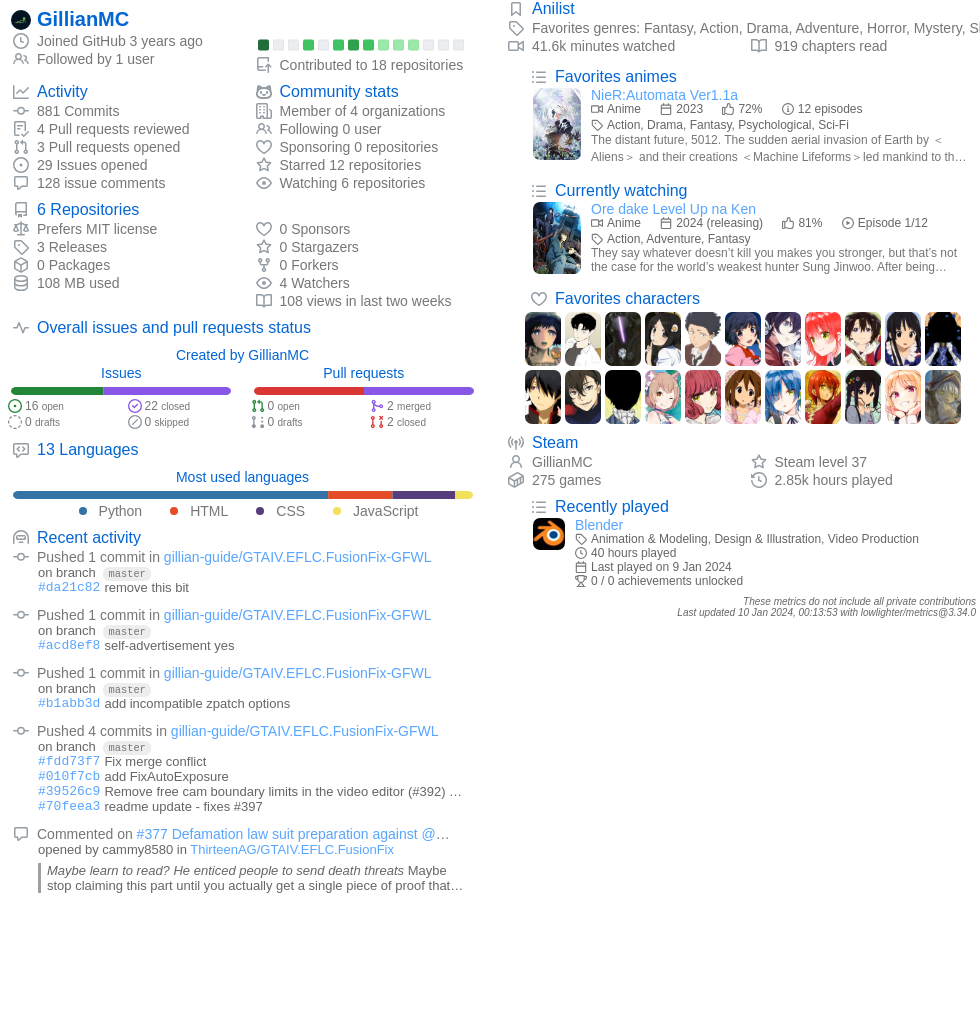 GillianMC
Joined GitHub 3 years ago
Followed by 1 user
Contributed to 18 repositories
Activity
881 Commits
4 Pull requests reviewed
3 Pull requests opened
29 Issues opened
128 issue comments
Community stats
Member of 4 organizations
Following 0 user
Sponsoring 0 repositories
Starred 12 repositories
Watching 6 repositories
6 Repositories
Prefers MIT license
3 Releases
0 Packages
108 MB used
0 Sponsors
0 Stargazers
0 Forkers
4 Watchers
108 views in last two weeks
Overall issues and pull requests status
Created by GillianMC
Issues
16 open
22 closed
0 drafts
0 skipped
Pull requests
0 open
2 merged
0 drafts
2 closed
13 Languages
Most used languages
Python HTML CSS JavaScript
Recent activity
Pushed 1 commit in gillian-guide/GTAIV.EFLC.FusionFix-GFWL
on branch master
#da21c82 remove this bit
Pushed 1 commit in gillian-guide/GTAIV.EFLC.FusionFix-GFWL
on branch master
#acd8ef8 self-advertisement yes
Pushed 1 commit in gillian-guide/GTAIV.EFLC.FusionFix-GFWL
on branch master
#b1abb3d add incompatible zpatch options
Pushed 4 commits in gillian-guide/GTAIV.EFLC.FusionFix-GFWL
on branch master
#fdd73f7 Fix merge conflict
#010f7cb add FixAutoExposure
#39526c9 Remove free cam boundary limits in the video editor (#392) …
#70feea3 readme update - fixes #397
Commented on #377 Defamation law suit preparation against @…
opened by cammy8580 in ThirteenAG/GTAIV.EFLC.FusionFix
Maybe learn to read? He enticed people to send death threats Maybe
stop claiming this part until you actually get a single piece of proof that…
Anilist
Favorites genres: Fantasy, Action, Drama, Adventure, Horror, Mystery, Sl
41.6k minutes watched
919 chapters read
Favorites animes
NieR:Automata Ver1.1a
Anime 2023 72% 12 episodes
Action, Drama, Fantasy, Psychological, Sci-Fi
The distant future, 5012. The sudden aerial invasion of Earth by ＜
Aliens＞ and their creations ＜Machine Lifeforms＞led mankind to th…
Currently watching
Ore dake Level Up na Ken
Anime 2024 (releasing) 81% Episode 1/12
Action, Adventure, Fantasy
They say whatever doesn’t kill you makes you stronger, but that’s not
the case for the world’s weakest hunter Sung Jinwoo. After being…
Favorites characters
Steam
GillianMC
Steam level 37
275 games
2.85k hours played
Recently played
Blender
Animation & Modeling, Design & Illustration, Video Production
40 hours played
Last played on 9 Jan 2024
0 / 0 achievements unlocked
These metrics do not include all private contributions
Last updated 10 Jan 2024, 00:13:53 with lowlighter/metrics@3.34.0